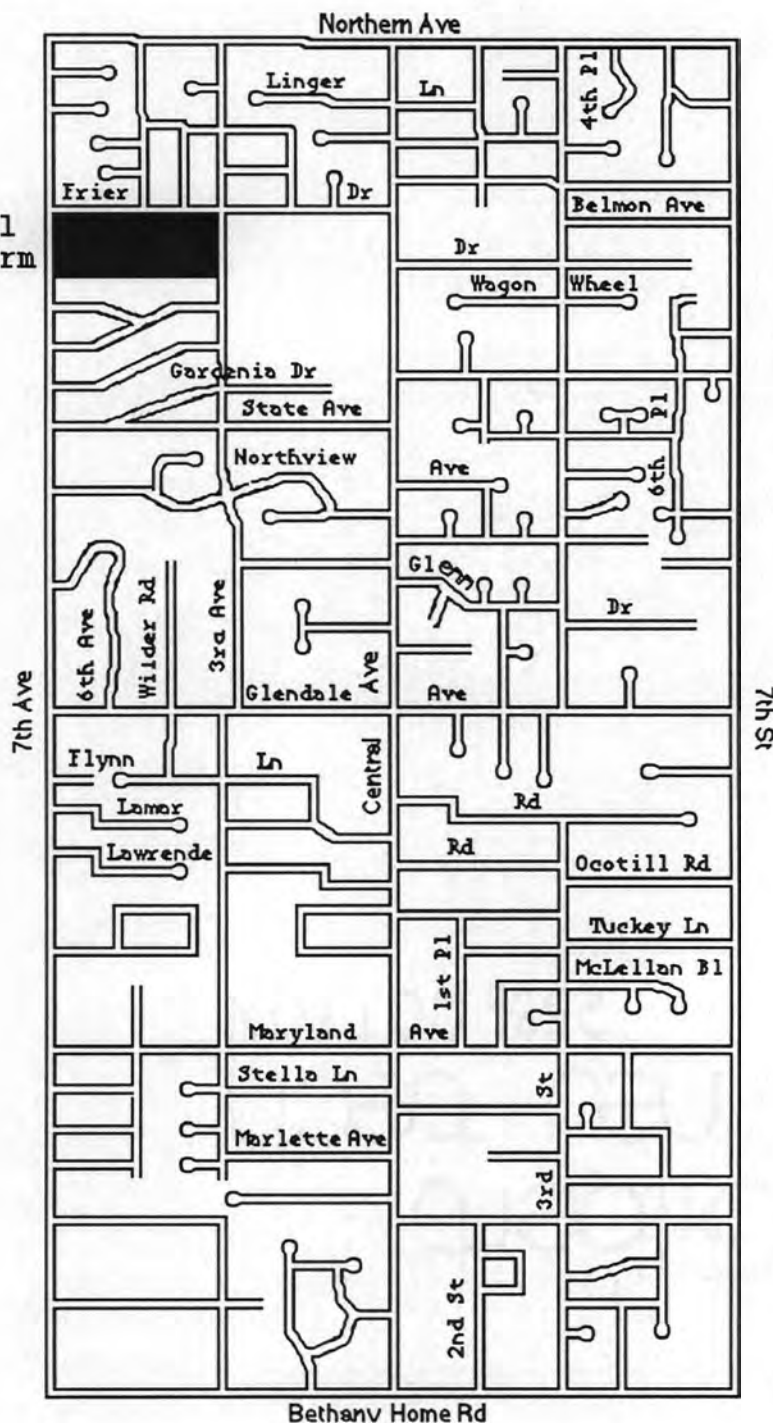 Northern Ave
Linger Ln
4th Pl
Frier Dr
Belmon Ave
l
rm
Dr
Wagon Wheel
Gardenia Dr
State Ave
Pl
6th
Northview Ave
Glenn
Dr
6th Ave
Wilder Rd
3ra Ave
Glendale Ave
Ave
Central
7th Ave
7th St
Flynn Ln
Lamar Rd
Lawrende Rd
Ocotill Rd
Tuckey Ln
McLellan Bl
1st Pl
Maryland Ave
Stella Ln
St
Marlette Ave
3rd
2nd St
Bethany Home Rd